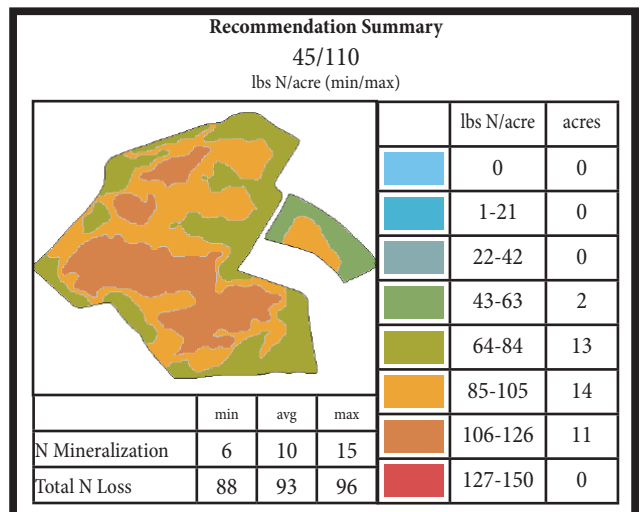 Recommendation Summary
45/110
lbs N/acre (min/max)
lbs N/acre acres
0 0
1-21 0
22-42 0
43-63 2
64-84 13
85-105 14
106-126 11
127-150 0
min avg max
N Mineralization 6 10 15
Total N Loss 88 93 96